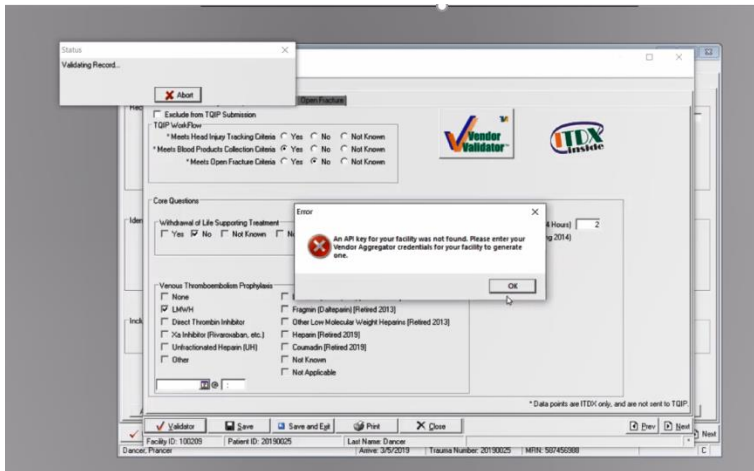 Status
Validating Record...
Abort
Open Fracture
Exclude from TQIP Submission
TQIP WorkFlow
*Meets Head Injury Tracking Criteria Yes No Not Known
*Meets Blood Products Collection Criteria Yes No Not Known
*Meets Open Fracture Criteria Yes No Not Known
Vendor
Validator™
ITDX
inside
Core Questions
Withdrawal of Life Supporting Treatment
Yes No Not Known
4 Hours) 2
ng 2014)
Error
An API key for your facility was not found. Please enter your
Vendor Aggregator credentials for your facility to generate
one.
OK
Iden
Venous Thromboembolism Prophylaxis
None
LMWH
Fragmin (Dalteparin) [Retired 2013]
Direct Thrombin Inhibitor
Other Low Molecular Weight Heparins [Retired 2013]
Xa Inhibitor (Rivaroxaban, etc.)
Heparin [Retired 2019]
Unfractionated Heparin (UH)
Coumadin [Retired 2019]
Other
Not Known
Not Applicable
@ :
Inclu
* Data points are ITDX only, and are not sent to TQIP.
Validator Save Save and Exit Print Close Prev Next
Next
Facility ID: 100209 Patient ID: 20190025 Last Name: Dancer
Dancer, Prancer Arrive: 3/5/2019 Trauma Number: 20190025 MRN: 587456988 C